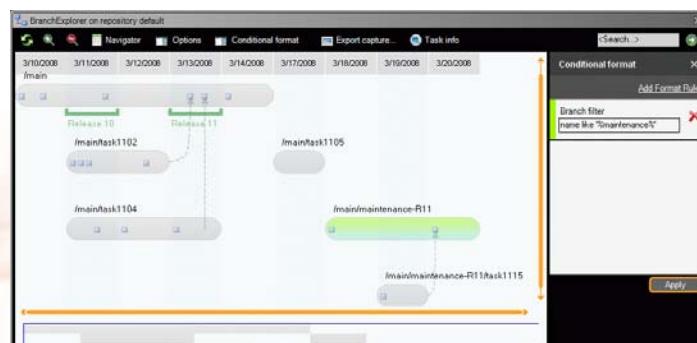 BranchExplorer on repository default
Navigator Options Conditional format Export capture... Task info <Search...>
3/10/2008 3/11/2008 3/12/2008 3/13/2008 3/14/2008 3/17/2008 3/18/2008 3/19/2008 3/20/2008
Conditional format
/main
Add Format Rule
Branch filter
name like "%maintenance%"
Release 10 Release 11
/main/task1102 /main/task1105
/main/task1104 /main/maintenance-R11
/main/maintenance-R11/task1115
Apply